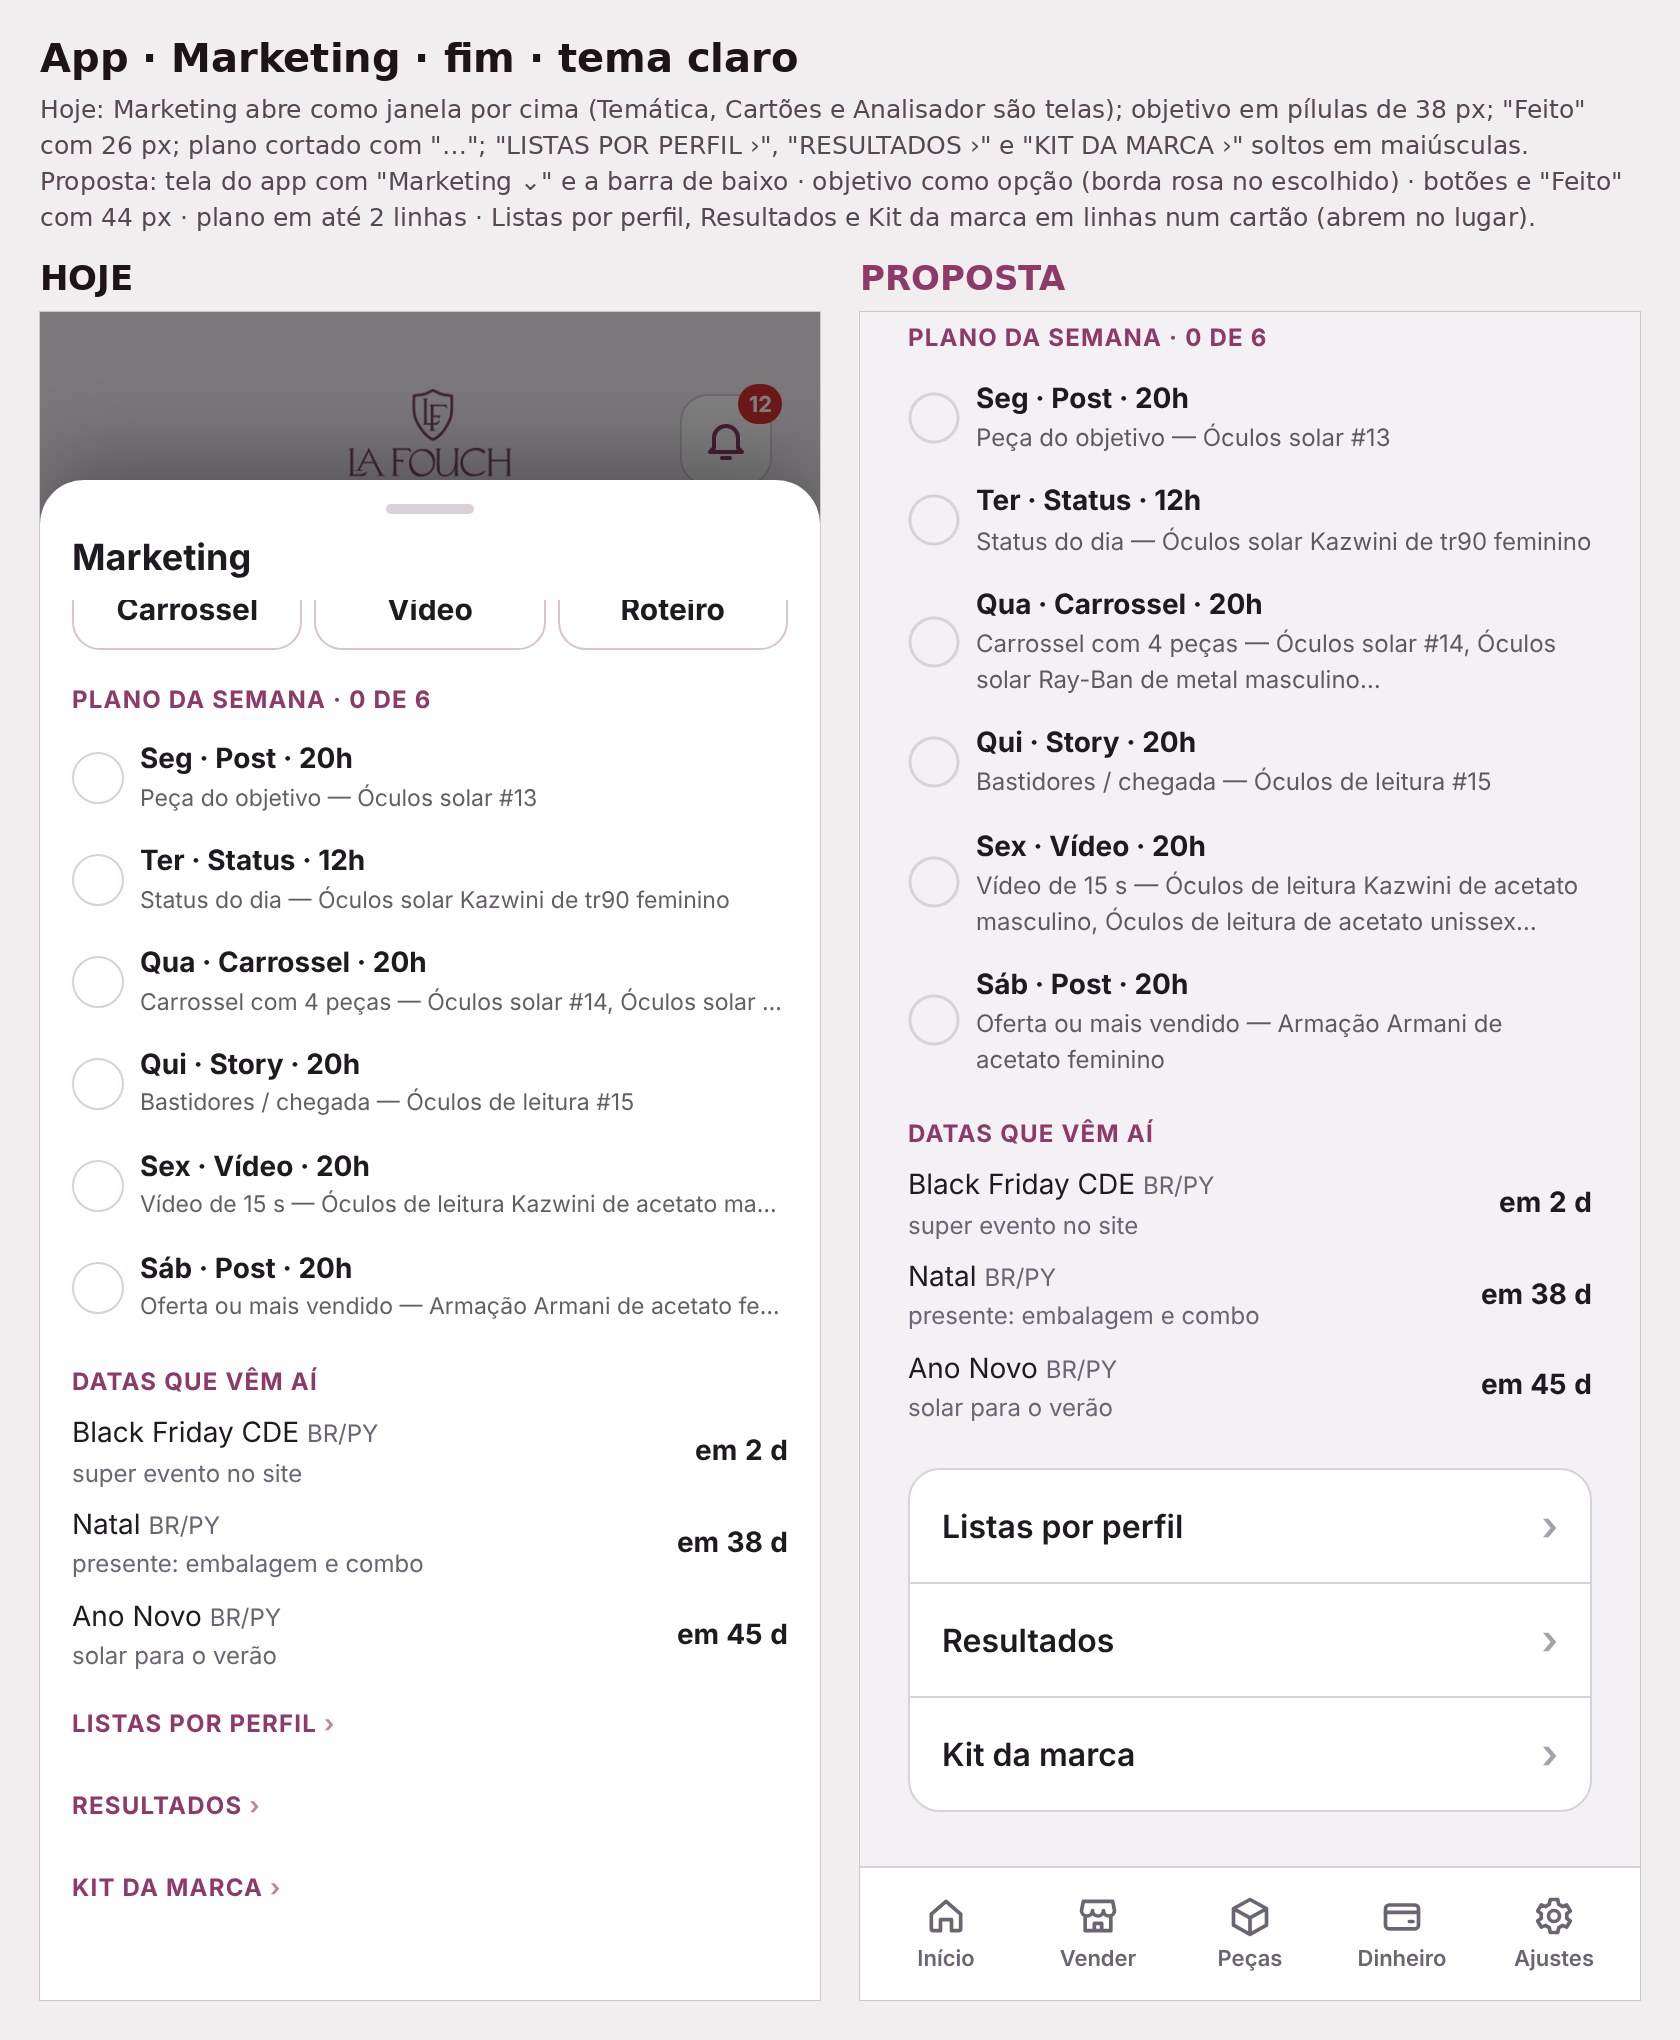 App · Marketing · fim · tema claro
Hoje: Marketing abre como janela por cima (Temática, Cartões e Analisador são telas); objetivo em pílulas de 38 px; "Feito"
com 26 px; plano cortado com "…"; "LISTAS POR PERFIL ›", "RESULTADOS ›" e "KIT DA MARCA ›" soltos em maiúsculas.
Proposta: tela do app com "Marketing ⌄" e a barra de baixo · objetivo como opção (borda rosa no escolhido) · botões e "Feito"
com 44 px · plano em até 2 linhas · Listas por perfil, Resultados e Kit da marca em linhas num cartão (abrem no lugar).
HOJE
LF
LA FOUCH
12
Marketing
Carrossel
Vídeo
Roteiro
PLANO DA SEMANA · 0 DE 6
Seg · Post · 20h
Peça do objetivo — Óculos solar #13
Ter · Status · 12h
Status do dia — Óculos solar Kazwini de tr90 feminino
Qua · Carrossel · 20h
Carrossel com 4 peças — Óculos solar #14, Óculos solar …
Qui · Story · 20h
Bastidores / chegada — Óculos de leitura #15
Sex · Vídeo · 20h
Vídeo de 15 s — Óculos de leitura Kazwini de acetato ma…
Sáb · Post · 20h
Oferta ou mais vendido — Armação Armani de acetato fe…
DATAS QUE VÊM AÍ
Black Friday CDE BR/PY
super evento no site
em 2 d
Natal BR/PY
presente: embalagem e combo
em 38 d
Ano Novo BR/PY
solar para o verão
em 45 d
LISTAS POR PERFIL ›
RESULTADOS ›
KIT DA MARCA ›
PROPOSTA
PLANO DA SEMANA · 0 DE 6
Seg · Post · 20h
Peça do objetivo — Óculos solar #13
Ter · Status · 12h
Status do dia — Óculos solar Kazwini de tr90 feminino
Qua · Carrossel · 20h
Carrossel com 4 peças — Óculos solar #14, Óculos
solar Ray-Ban de metal masculino…
Qui · Story · 20h
Bastidores / chegada — Óculos de leitura #15
Sex · Vídeo · 20h
Vídeo de 15 s — Óculos de leitura Kazwini de acetato
masculino, Óculos de leitura de acetato unissex…
Sáb · Post · 20h
Oferta ou mais vendido — Armação Armani de
acetato feminino
DATAS QUE VÊM AÍ
Black Friday CDE BR/PY
super evento no site
em 2 d
Natal BR/PY
presente: embalagem e combo
em 38 d
Ano Novo BR/PY
solar para o verão
em 45 d
Listas por perfil ›
Resultados ›
Kit da marca ›
Início
Vender
Peças
Dinheiro
Ajustes